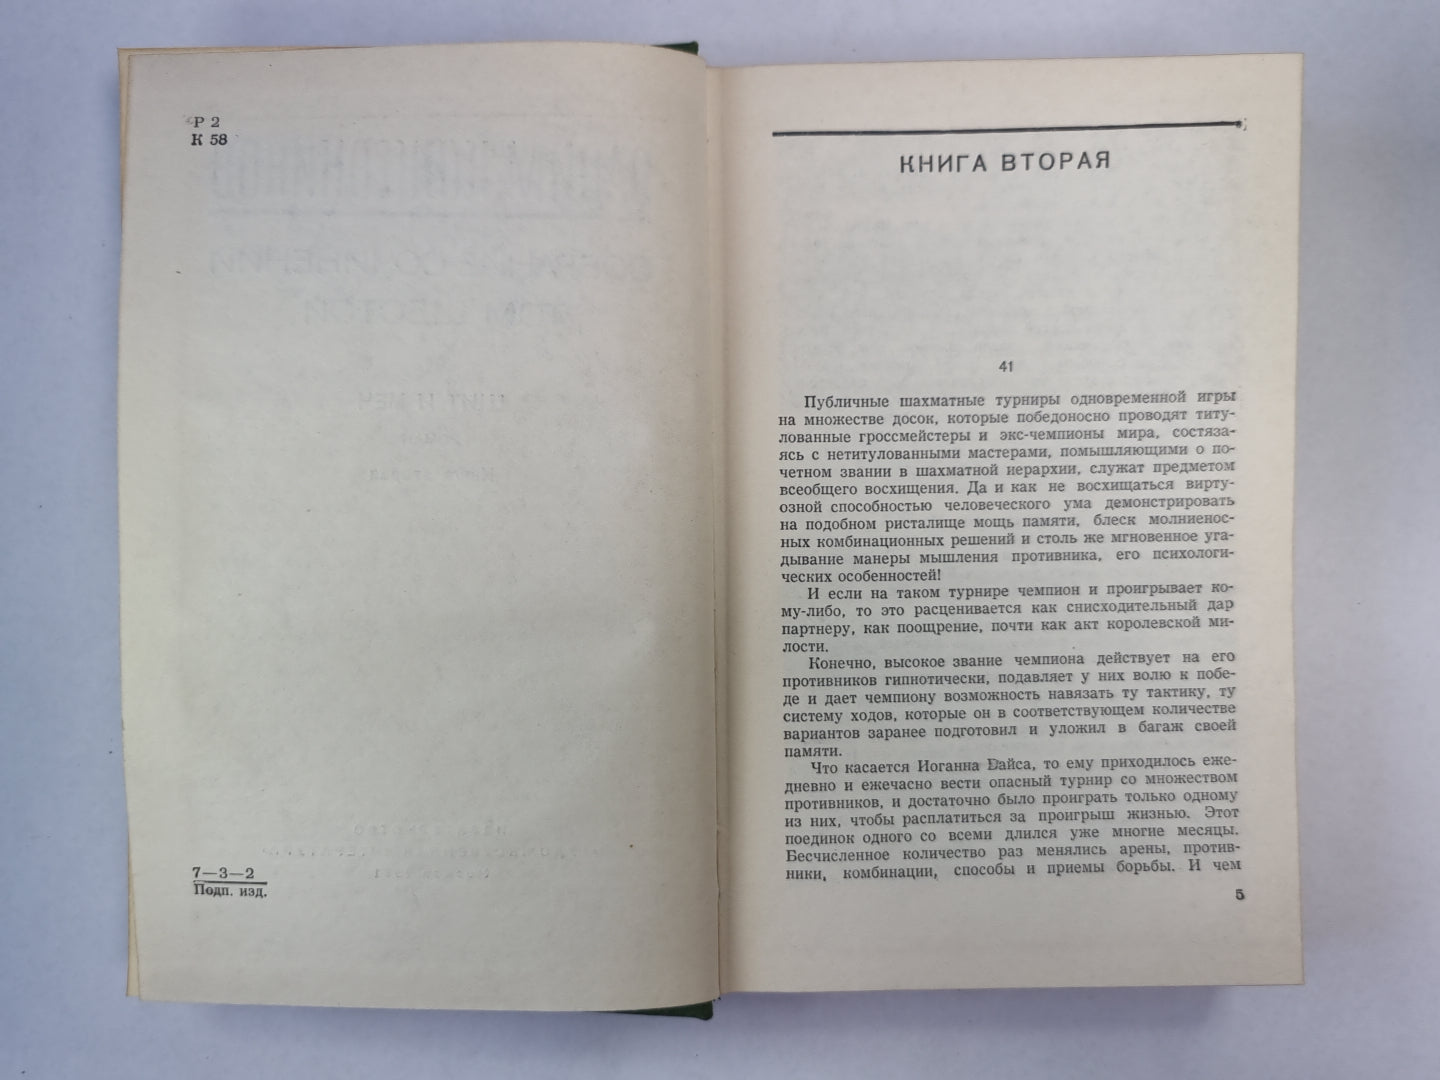 Р 2
К 58
7—3—2
Подп. изд.
КНИГА ВТОРАЯ
41
Публичные шахматные турниры одновременной игры
на множестве досок, которые победоносно проводят титу-
лованные гроссмейстеры и экс-чемпионы мира, состяза-
ясь с нетитулованными мастерами, помышляющими о по-
четном звании в шахматной иерархии, служат предметом
всеобщего восхищения. Да и как не восхищаться вирту-
озной способностью человеческого ума демонстрировать
на подобном ристалище мощь памяти, блеск молниенос-
ных комбинационных решений и столь же мгновенное уга-
дывание манеры мышления противника, его психологи-
ческих особенностей!
И если на таком турнире чемпион и проигрывает ко-
му-либо, то это расценивается как снисходительный дар
партнеру, как поощрение, почти как акт королевской ми-
лости.
Конечно, высокое звание чемпиона действует на его
противников гипнотически, подавляет у них волю к побе-
де и дает чемпиону возможность навязать ту тактику, ту
систему ходов, которые он в соответствующем количестве
вариантов заранее подготовил и уложил в багаж своей
памяти.
Что касается Иоганна Вайса, то ему приходилось еже-
дневно и ежечасно вести опасный турнир со множеством
противников, и достаточно было проиграть только одному
из них, чтобы расплатиться за проигрыш жизнью. Этот
поединок одного со всеми длился уже многие месяцы.
Бесчисленное количество раз менялись арены, против-
ники, комбинации, способы и приемы борьбы. И чем
5